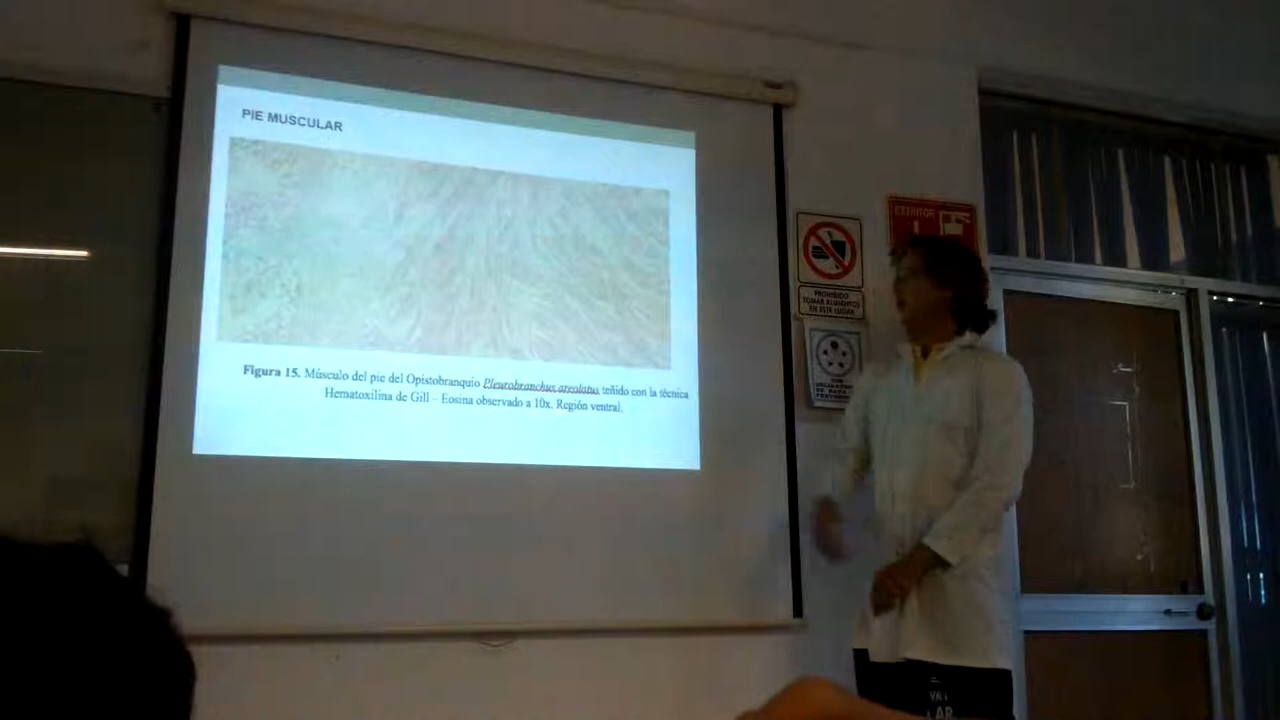 PIE MUSCULAR
Figura 15. Músculo del pie del Opistobranquio Pleurobranchus areolatus teñido con la técnica
Hematoxilina de Gill – Eosina observado a 10x. Región ventral.
EXTINTOR
PROHIBIDO
TOMAR ALIMENTOS
EN ESTE LUGAR